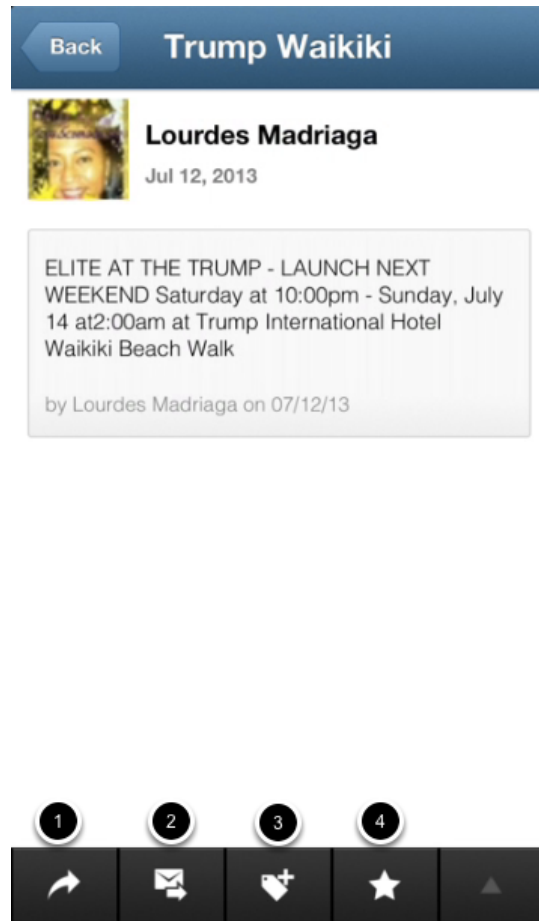 Back
Trump Waikiki
Lourdes Madriaga
Jul 12, 2013
ELITE AT THE TRUMP - LAUNCH NEXT
WEEKEND Saturday at 10:00pm - Sunday, July
14 at2:00am at Trump International Hotel
Waikiki Beach Walk
by Lourdes Madriaga on 07/12/13
1 2 3 4